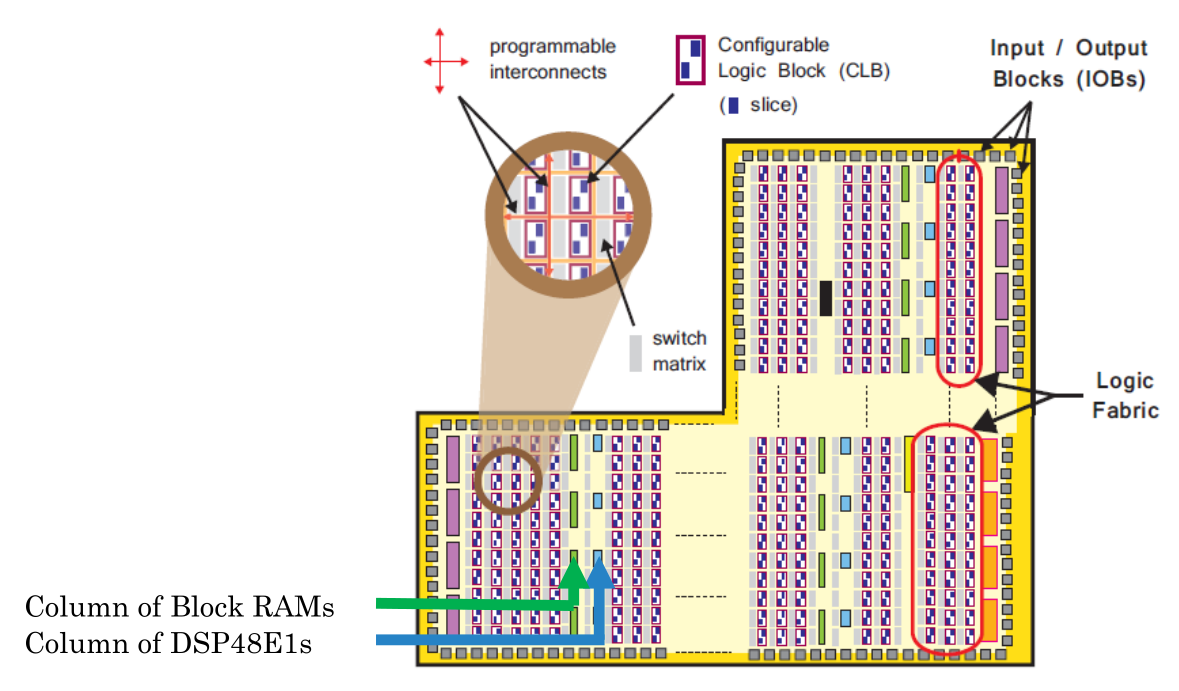 programmable
interconnects
Configurable
Logic Block (CLB)
( slice)
Input / Output
Blocks (IOBs)
switch
matrix
Logic
Fabric
Column of Block RAMs
Column of DSP48E1s